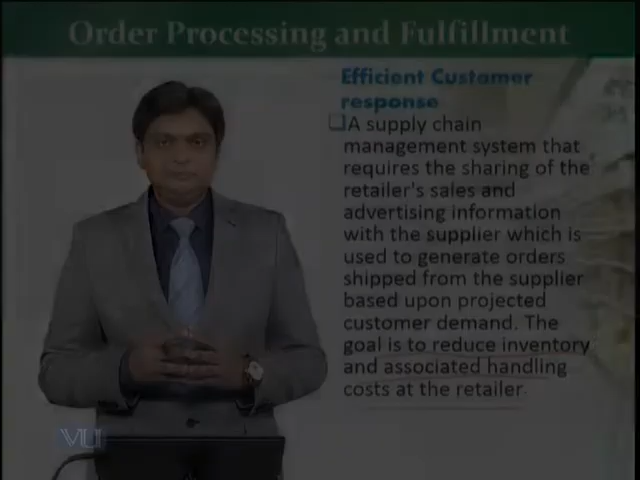 Order Processing and Fulfillment
Efficient Customer
response
A supply chain
management system that
requires the sharing of the
retailer's sales and
advertising information
with the supplier which is
used to generate orders
shipped from the supplier
based upon projected
customer demand. The
goal is to reduce inventory
and associated handling
costs at the retailer.
VU